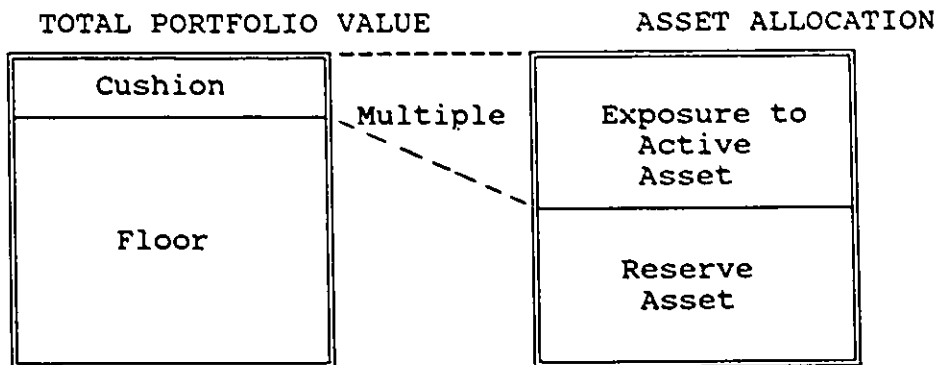 TOTAL PORTFOLIO VALUE
ASSET ALLOCATION
Cushion
Multiple
Floor
Exposure to
Active
Asset
Reserve
Asset